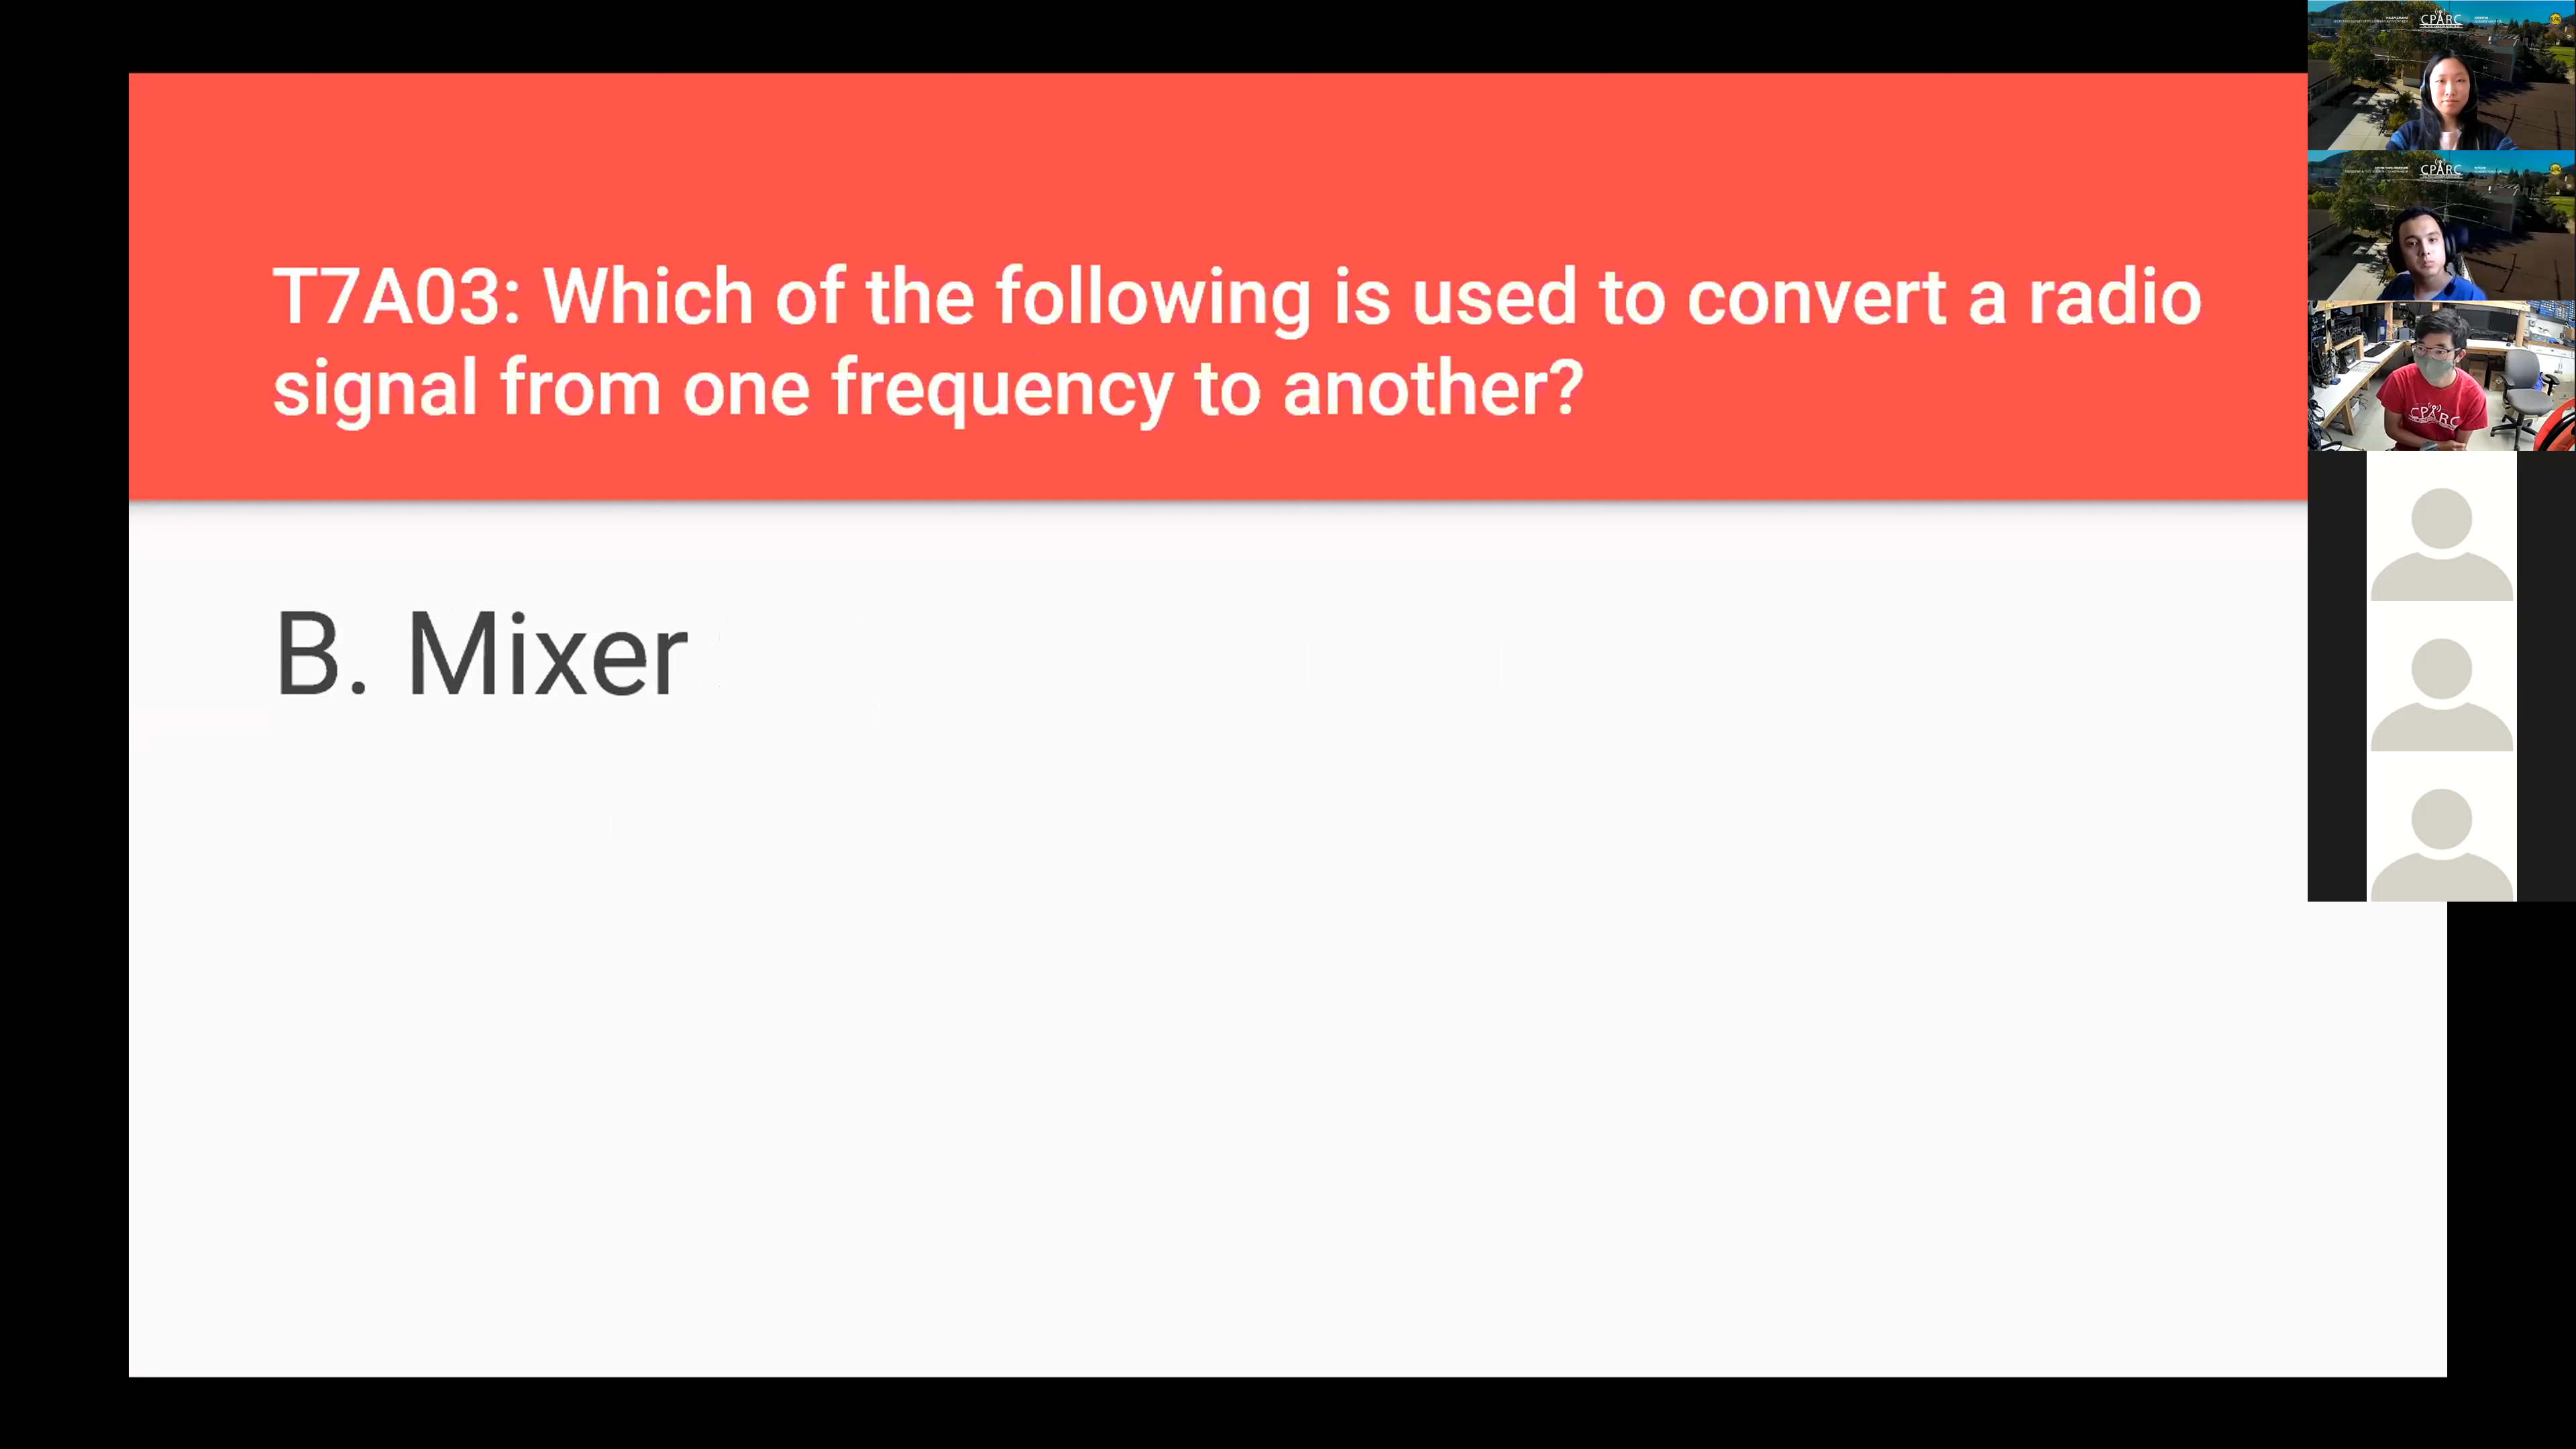 T7A03: Which of the following is used to convert a radio
signal from one frequency to another?
B. Mixer
CPARC
CPARC
CPARC